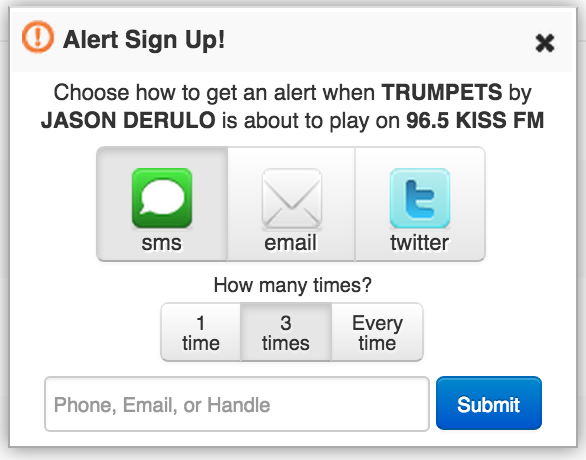 Alert Sign Up!
Choose how to get an alert when TRUMPETS by
JASON DERULO is about to play on 96.5 KISS FM
sms email twitter
How many times?
1 3 Every
time times time
Phone, Email, or Handle Submit